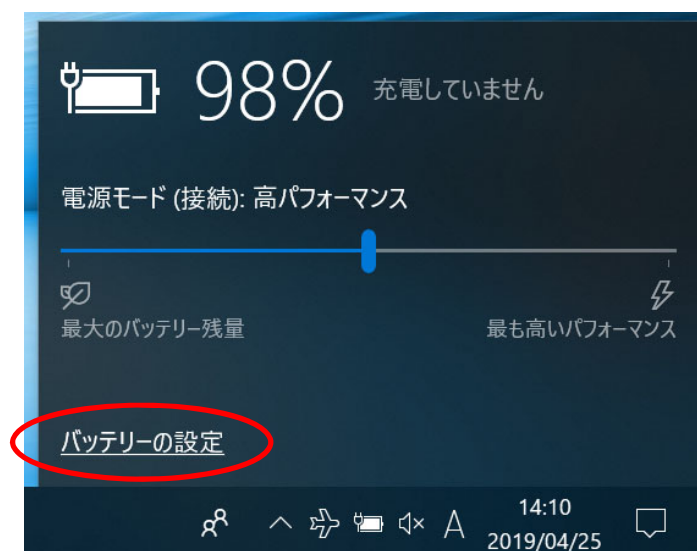 98% 充電していません
電源モード (接続): 高パフォーマンス
最大のバッテリー残量 最も高いパフォーマンス
バッテリーの設定
A 14:10
2019/04/25